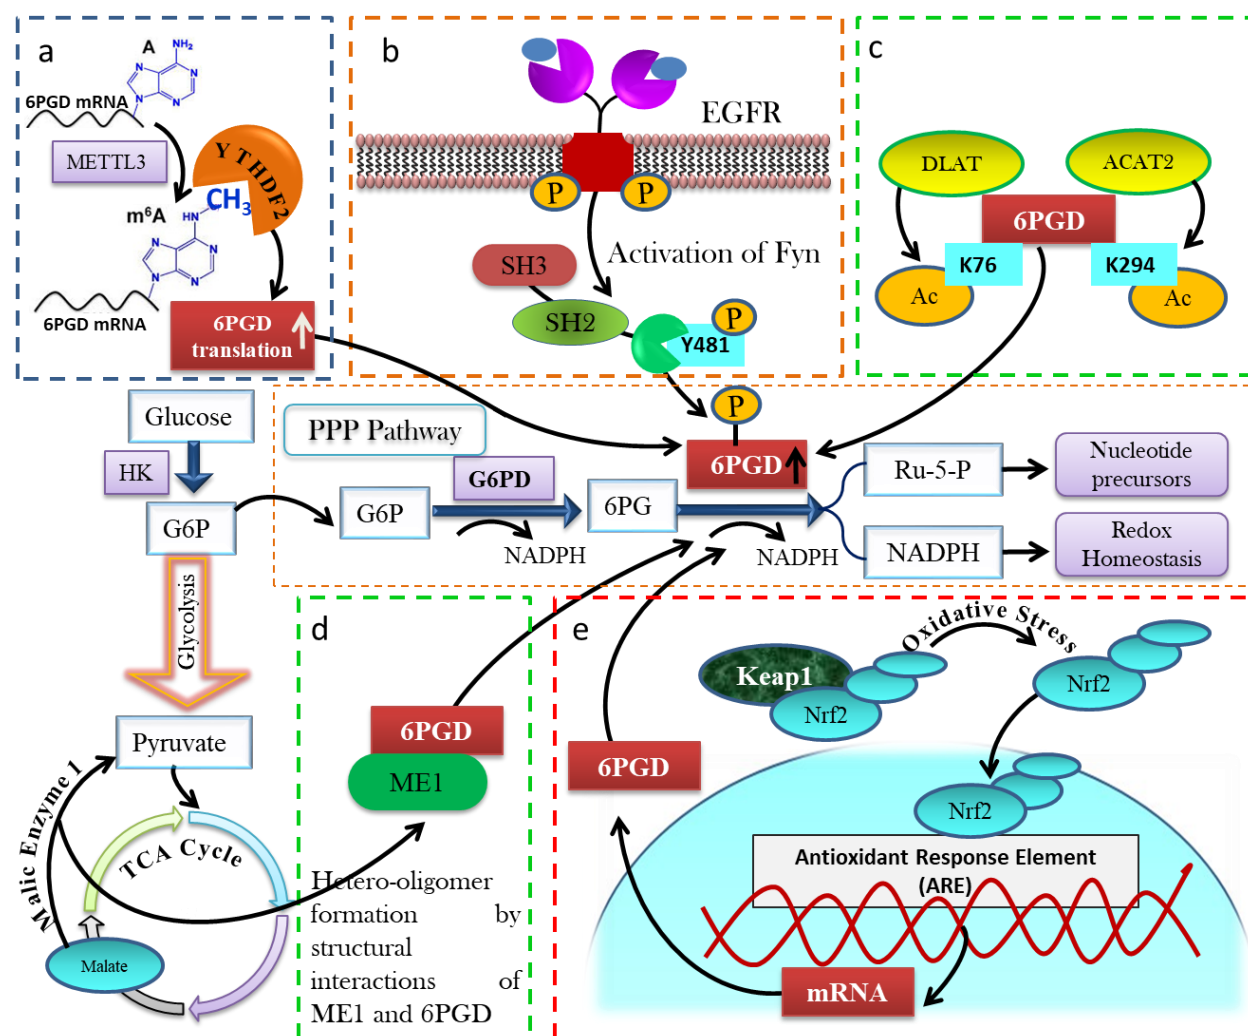 a
A
NH₂
N
N
N
N
6PGD mRNA
METTL3
YTHDF2
m⁶A
HN
CH₃
N
N
N
N
6PGD mRNA
6PGD
translation
b
EGFR
P
P
Activation of Fyn
SH3
SH2
P
Y481
c
DLAT
ACAT2
6PGD
K76
K294
Ac
Ac
Glucose
HK
G6P
Glycolysis
Pyruvate
Malic Enzyme 1
TCA Cycle
Malate
PPP Pathway
G6P
G6PD
NADPH
6PG
P
6PGD
NADPH
Ru-5-P
Nucleotide
precursors
NADPH
Redox
Homeostasis
d
6PGD
ME1
Hetero-oligomer
formation by
structural
interactions of
ME1 and 6PGD
e
Keap1
Nrf2
Oxidative Stress
Nrf2
6PGD
Nrf2
Antioxidant Response Element
(ARE)
mRNA